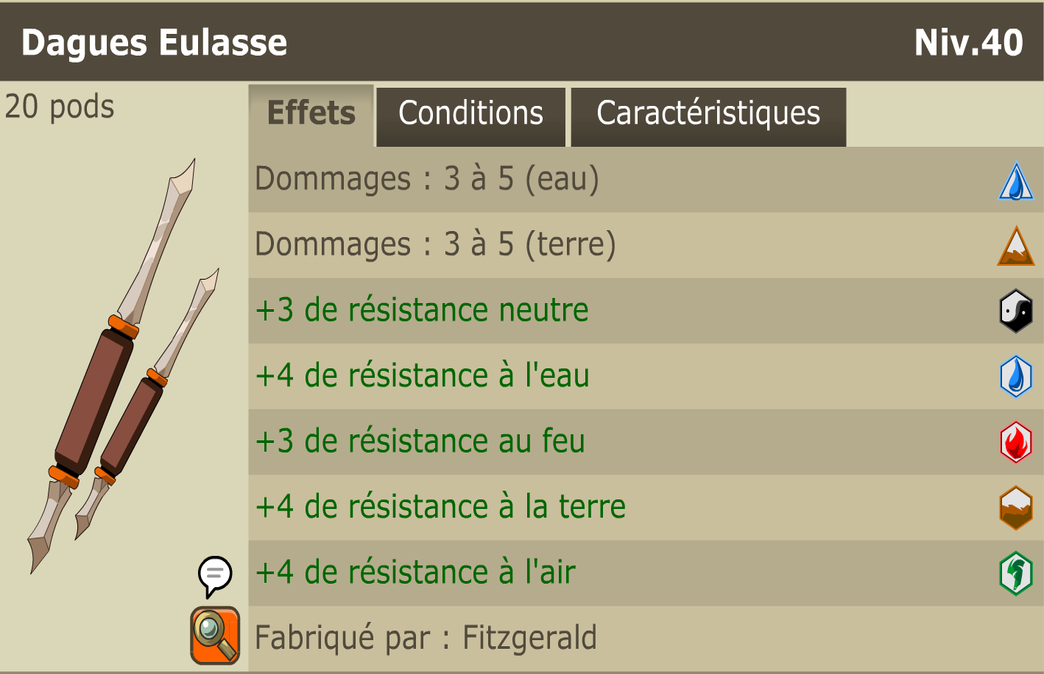 Dagues Eulasse
Niv.40
20 pods
Effets
Conditions
Caractéristiques
Dommages : 3 à 5 (eau)
Dommages : 3 à 5 (terre)
+3 de résistance neutre
+4 de résistance à l'eau
+3 de résistance au feu
+4 de résistance à la terre
+4 de résistance à l'air
Fabriqué par : Fitzgerald